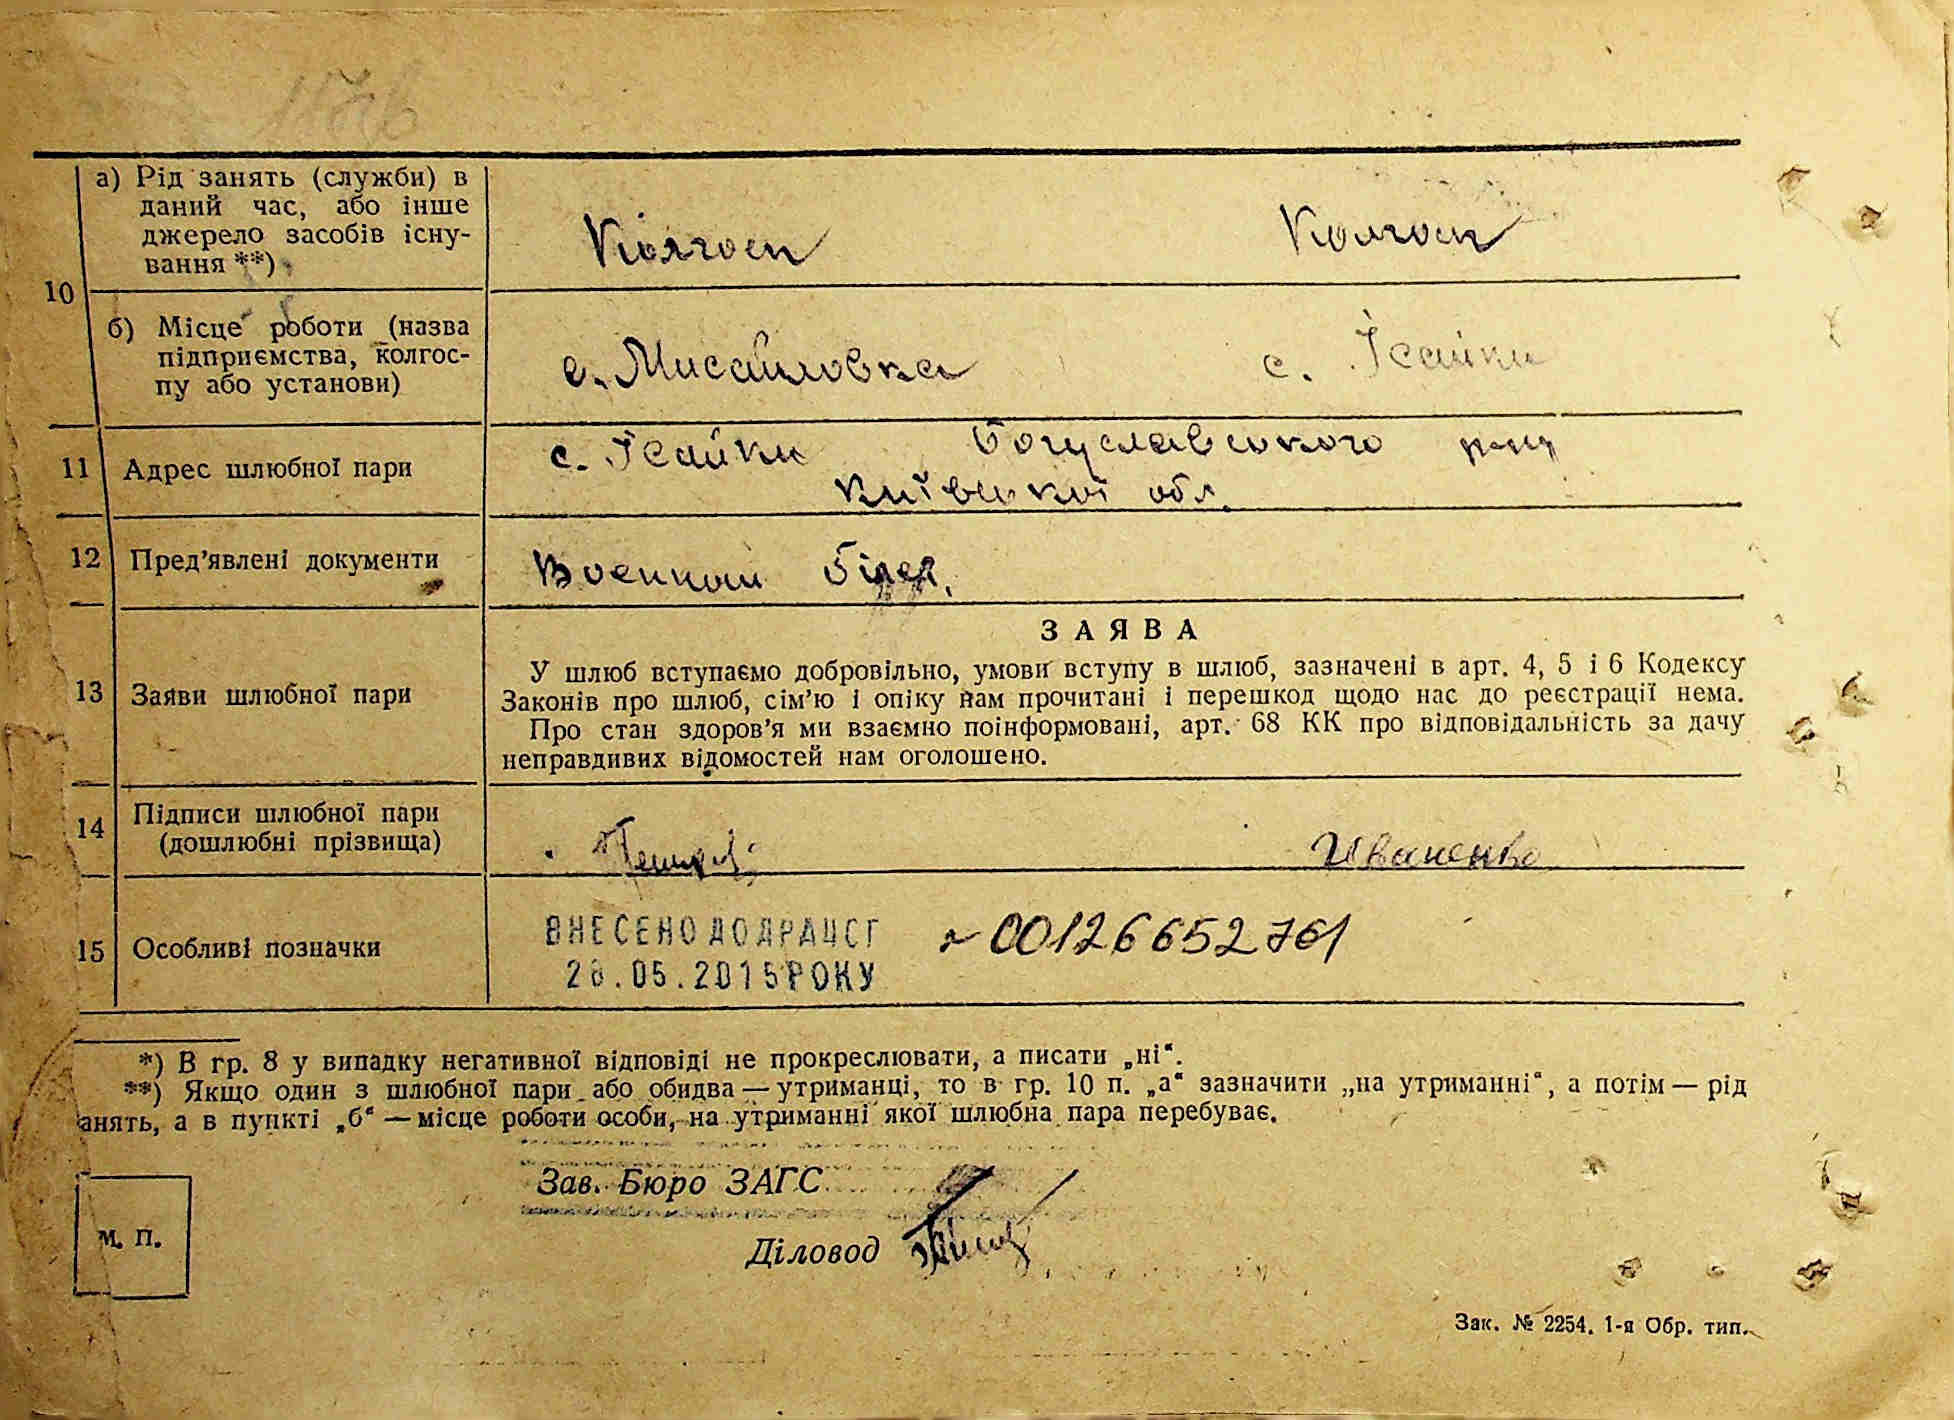 а) Рід занять (служби) в
даний час, або інше
джерело засобів існу-
вання **)
Колгосп Колгосп
10
б) Місце роботи (назва
підприємства, колгос-
пу або установи)
с. Мисайловка с. Ісайки
11 Адрес шлюбної пари
с. Ісайки Богуславського р-ну
Київської обл.
12 Пред’явлені документи
Военний білет.
ЗАЯВА
13 Заяви шлюбної пари
У шлюб вступаємо добровільно, умови вступу в шлюб, зазначені в арт. 4, 5 і 6 Кодексу
Законів про шлюб, сім’ю і опіку нам прочитані і перешкод щодо нас до реєстрації нема.
Про стан здоров’я ми взаємно поінформовані, арт. 68 КК про відповідальність за дачу
неправдивих відомостей нам оголошено.
14 Підписи шлюбної пари
(дошлюбні прізвища)
Иваненко
15 Особливі позначки
ВНЕСЕНО ДО ДРАЦСГ 00126652761
26.05.2015 РОКУ
*) В гр. 8 у випадку негативної відповіді не прокреслювати, а писати „ні“.
**) Якщо один з шлюбної пари або обидва — утриманці, то в гр. 10 п. „а“ зазначити „на утриманні“, а потім — рід
занять, а в пункті „б“ — місце роботи особи, на утриманні якої шлюбна пара перебуває.
Зав. Бюро ЗАГС
М. П.
Діловод
Зак. № 2254. 1-я Обр. тип.